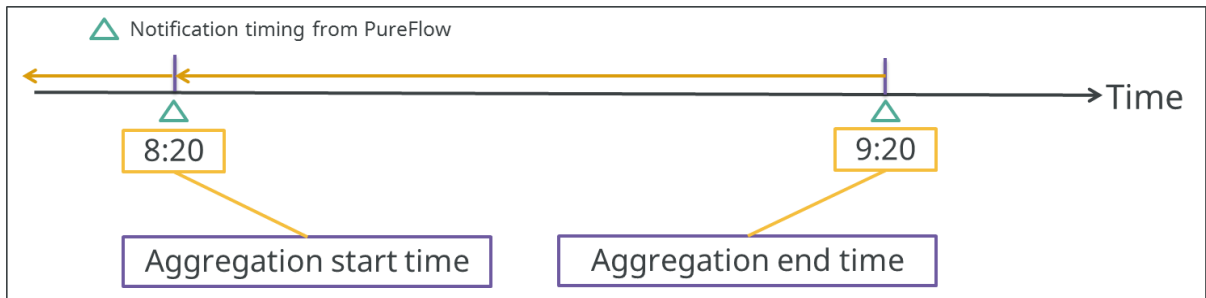 Notification timing from PureFlow
Time
8:20
9:20
Aggregation start time
Aggregation end time